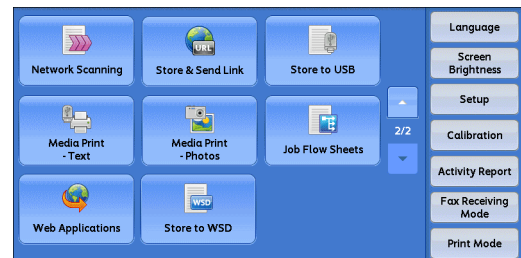 Network Scanning
URL
Store & Send Link
Store to USB
Media Print
- Text
Media Print
- Photos
Job Flow Sheets
Web Applications
WSD
Store to WSD
2/2
Language
Screen
Brightness
Setup
Calibration
Activity Report
Fax Receiving
Mode
Print Mode